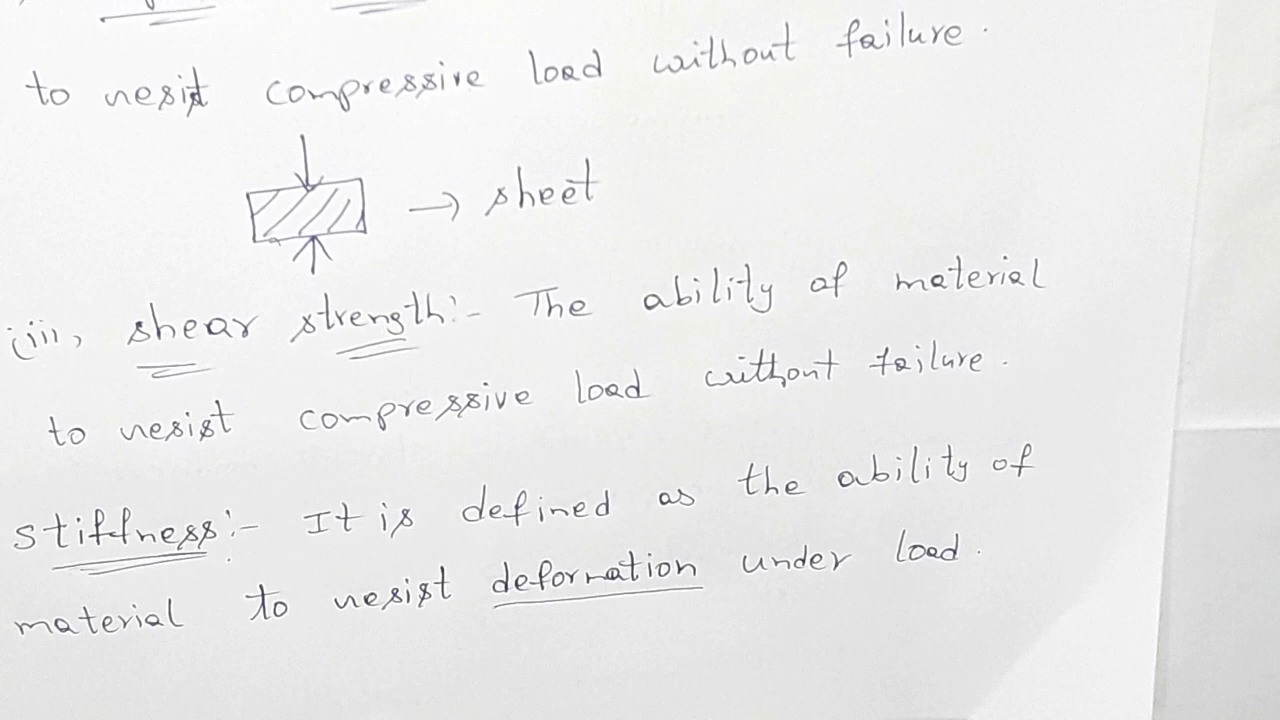 to resist compressive load without failure.
→ sheet
(iii) shear strength:- The ability of material
to resist compressive load without failure.
stiffness:- It is defined as the ability of
material to resist deformation under load.